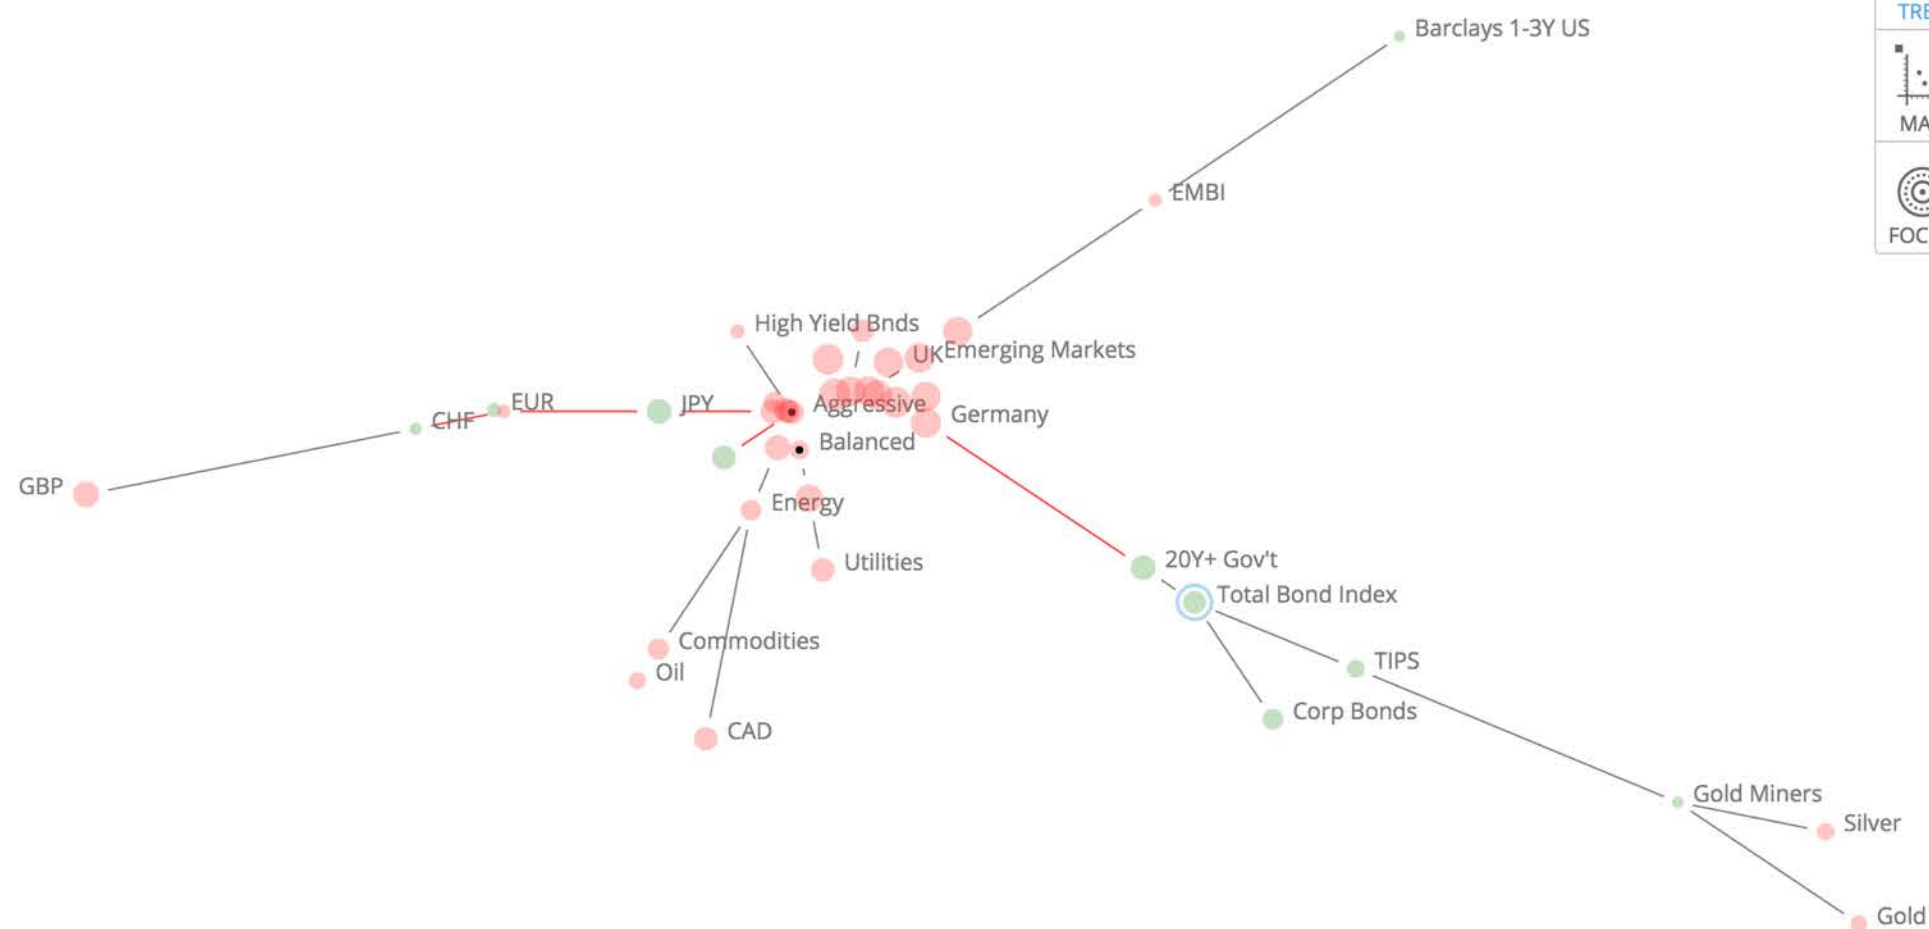 TRE
Barclays 1-3Y US
MA
EMBI
FOC
High Yield Bnds
UK
Emerging Markets
EUR
JPY
Aggressive
CHF
Germany
Balanced
GBP
Energy
20Y+ Gov't
Utilities
Total Bond Index
Commodities
TIPS
Oil
Corp Bonds
CAD
Gold Miners
Silver
Gold